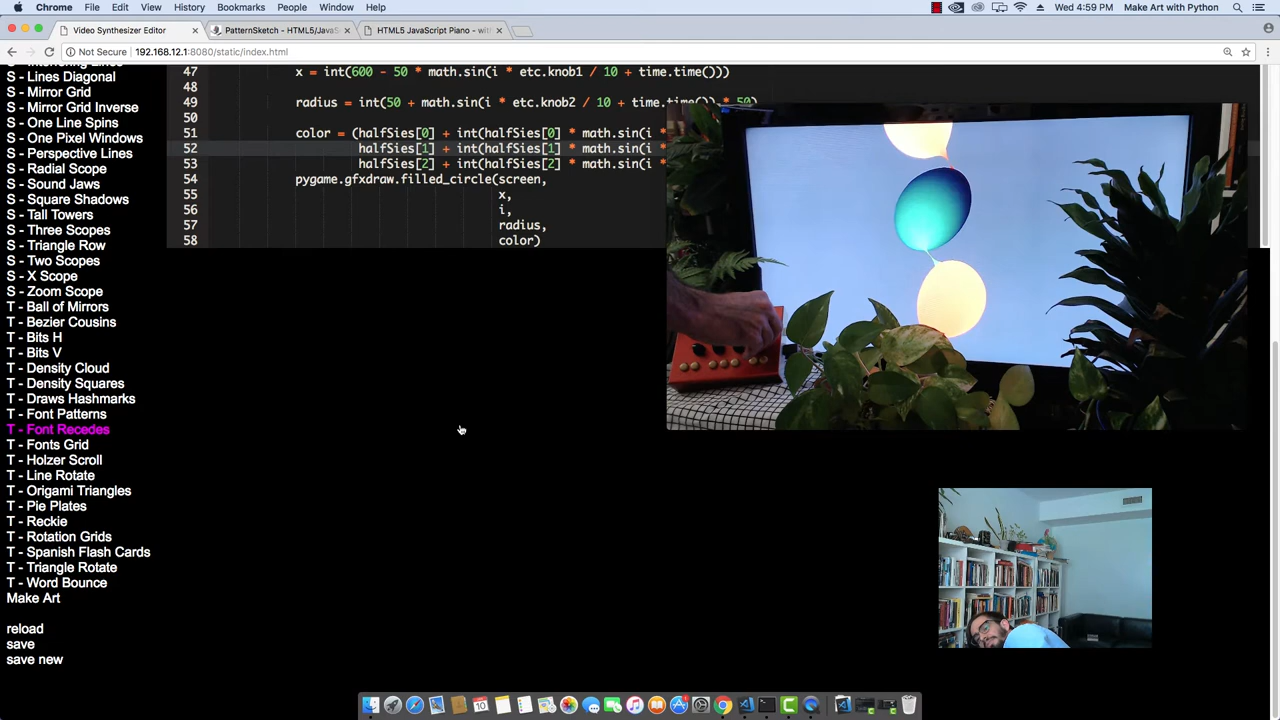 Chrome File Edit View History Bookmarks People Window Help Wed 4:59 PM Make Art with Python
Video Synthesizer Editor PatternSketch - HTML5/JavaS HTML5 JavaScript Piano - with
Not Secure 192.168.12.1:8080/static/index.html
S - Lines Diagonal
S - Mirror Grid
S - Mirror Grid Inverse
S - One Line Spins
S - One Pixel Windows
S - Perspective Lines
S - Radial Scope
S - Sound Jaws
S - Square Shadows
S - Tall Towers
S - Three Scopes
S - Triangle Row
S - Two Scopes
S - X Scope
S - Zoom Scope
T - Ball of Mirrors
T - Bezier Cousins
T - Bits H
T - Bits V
T - Density Cloud
T - Density Squares
T - Draws Hashmarks
T - Font Patterns
T - Font Recedes
T - Fonts Grid
T - Holzer Scroll
T - Line Rotate
T - Origami Triangles
T - Pie Plates
T - Reckie
T - Rotation Grids
T - Spanish Flash Cards
T - Triangle Rotate
T - Word Bounce
Make Art
reload
save
save new
47 x = int(600 - 50 * math.sin(i * etc.knob1 / 10 + time.time()))
48
49 radius = int(50 + math.sin(i * etc.knob2 / 10 + time.time()) * 50)
50
51 color = (halfSies[0] + int(halfSies[0] * math.sin(i *
52 halfSies[1] + int(halfSies[1] * math.sin(i *
53 halfSies[2] + int(halfSies[2] * math.sin(i *
54 pygame.gfxdraw.filled_circle(screen,
55 x,
56 i,
57 radius,
58 color)